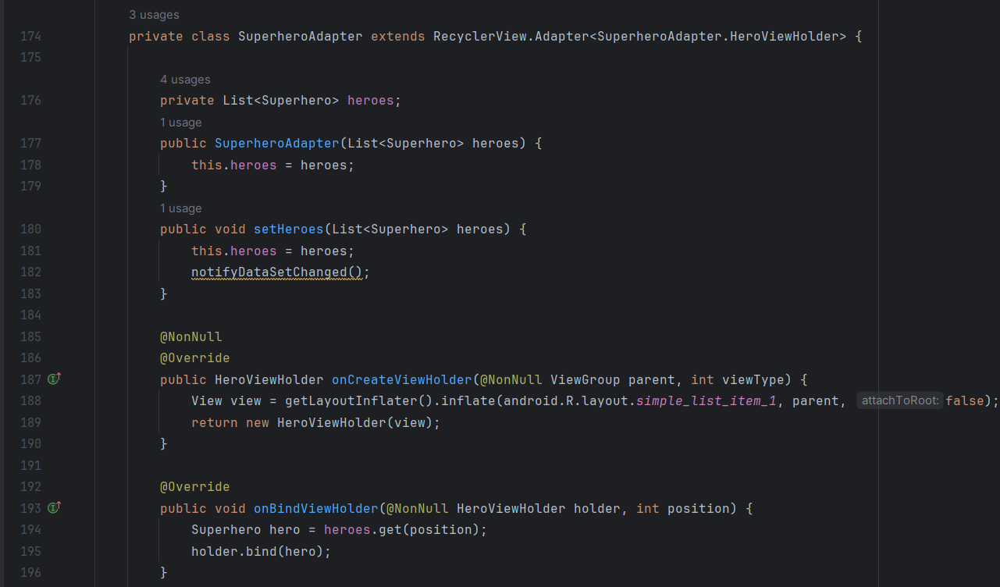 3 usages
174 private class SuperheroAdapter extends RecyclerView.Adapter<SuperheroAdapter.HeroViewHolder> {
175
4 usages
176 private List<Superhero> heroes;
1 usage
177 public SuperheroAdapter(List<Superhero> heroes) {
178 this.heroes = heroes;
179 }
1 usage
180 public void setHeroes(List<Superhero> heroes) {
181 this.heroes = heroes;
182 notifyDataSetChanged();
183 }
184
185 @NonNull
186 @Override
187 public HeroViewHolder onCreateViewHolder(@NonNull ViewGroup parent, int viewType) {
188 View view = getLayoutInflater().inflate(android.R.layout.simple_list_item_1, parent, attachToRoot: false);
189 return new HeroViewHolder(view);
190 }
191
192 @Override
193 public void onBindViewHolder(@NonNull HeroViewHolder holder, int position) {
194 Superhero hero = heroes.get(position);
195 holder.bind(hero);
196 }